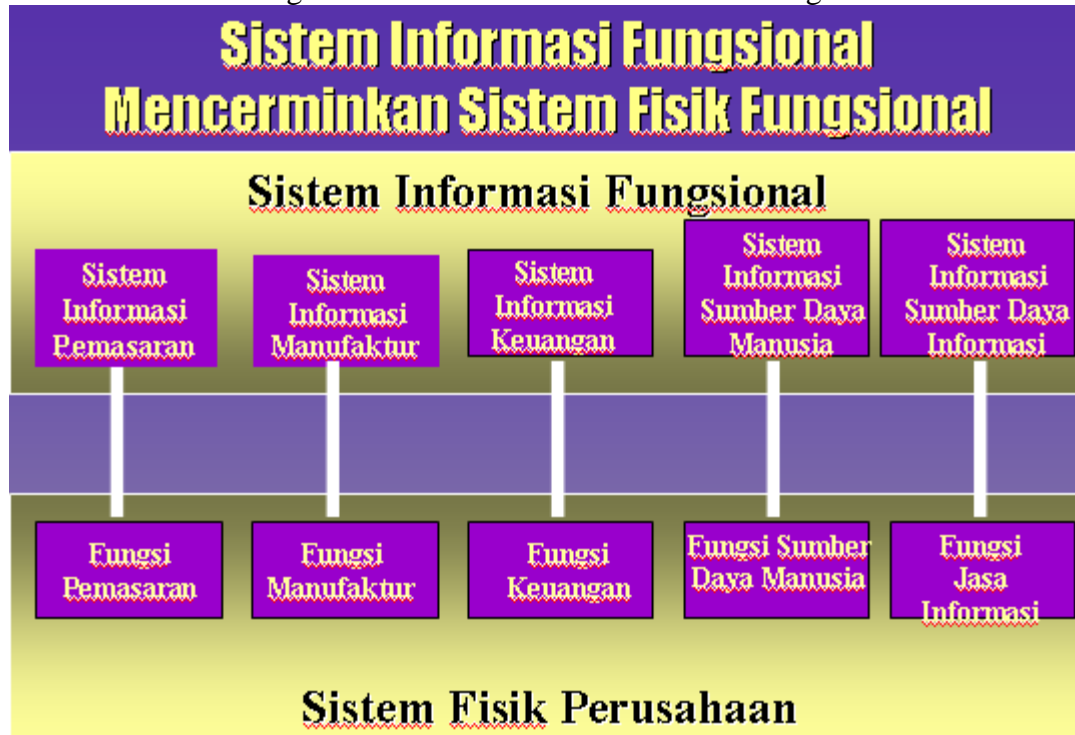 Sistem Informasi Fungsional
Mencerminkan Sistem Fisik Fungsional
Sistem Informasi Fungsional
Sistem
Informasi
Pemasaran
Sistem
Informasi
Manufaktur
Sistem
Informasi
Keuangan
Sistem
Informasi
Sumber Daya
Manusia
Sistem
Informasi
Sumber Daya
Informasi
Fungsi
Pemasaran
Fungsi
Manufaktur
Fungsi
Keuangan
Fungsi Sumber
Daya Manusia
Fungsi
Jasa
Informasi
Sistem Fisik Perusahaan